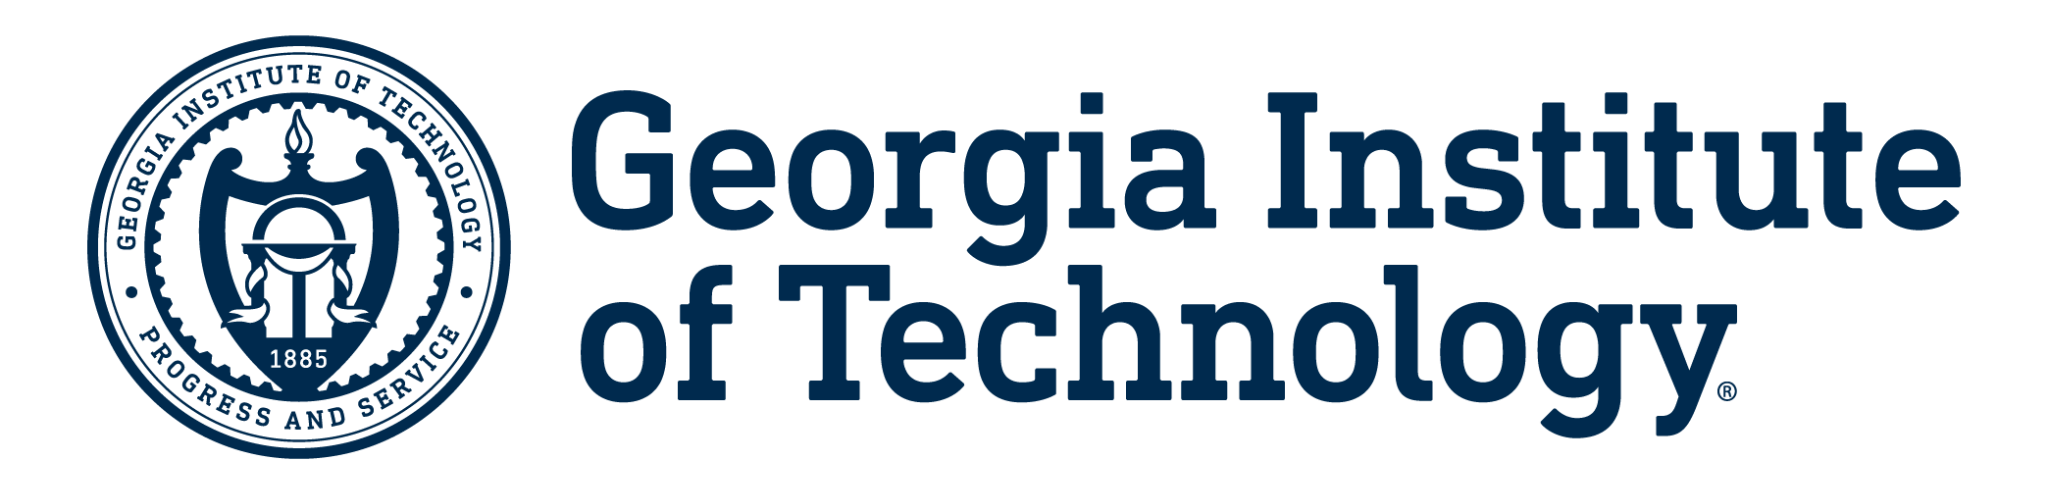 GEORGIA INSTITUTE OF TECHNOLOGY
1885
• PROGRESS AND SERVICE •
Georgia Institute
of Technology®